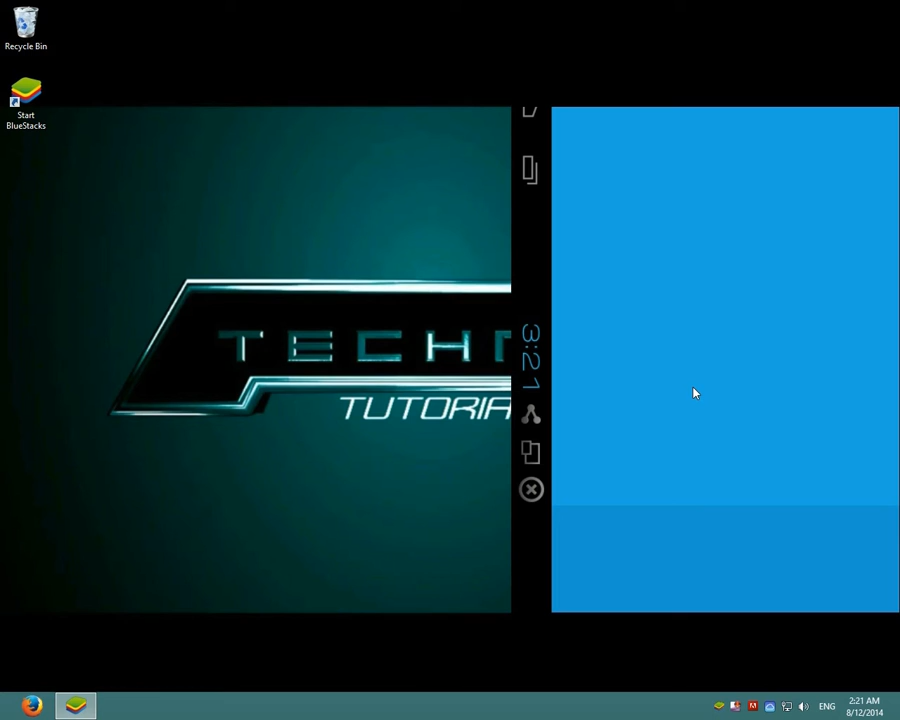 Recycle Bin
Start
BlueStacks
TECH
TUTORIA
3:21
ENG
2:21 AM
8/12/2014